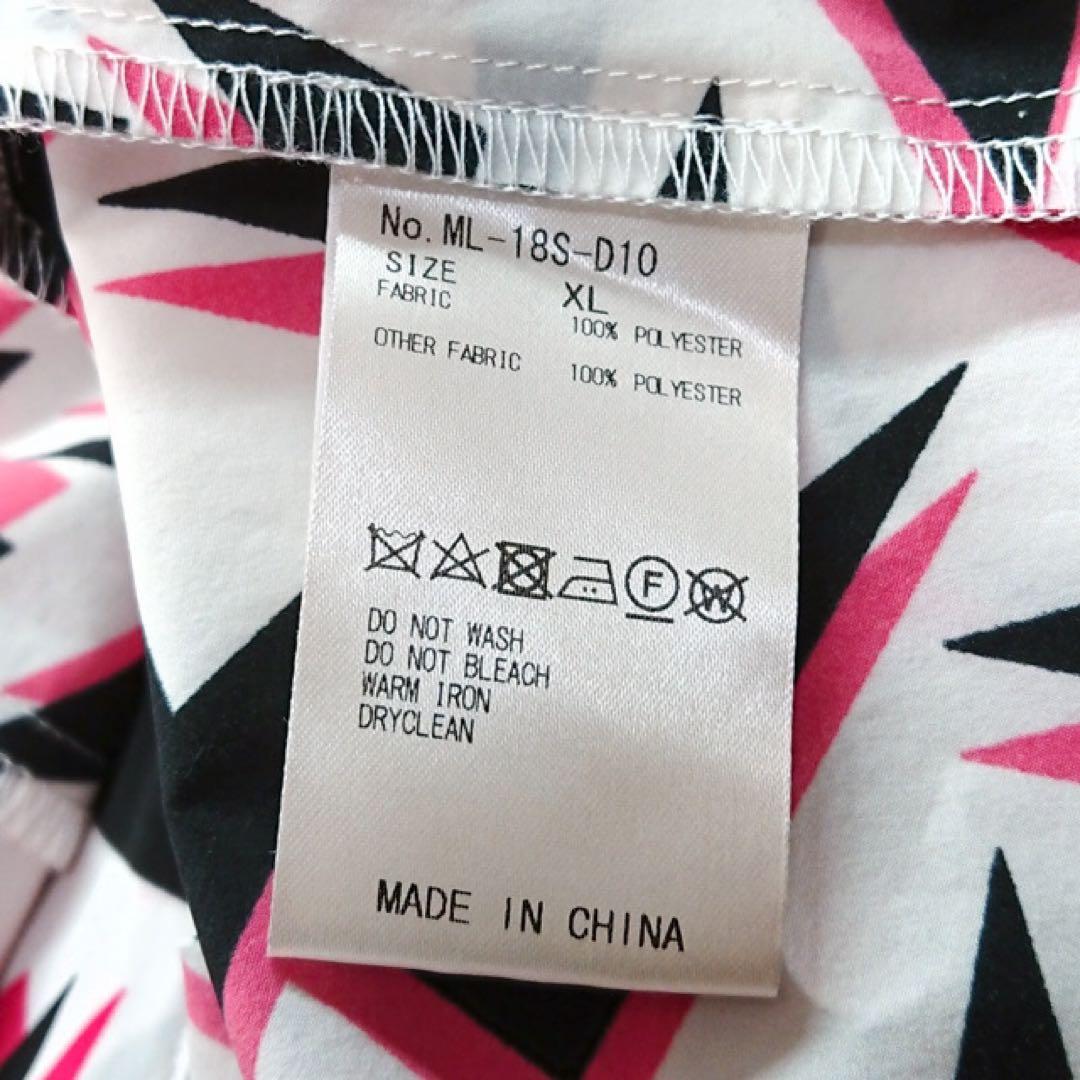 No. ML-18S-D10
SIZE XL
FABRIC 100% POLYESTER
OTHER FABRIC 100% POLYESTER
F W
DO NOT WASH
DO NOT BLEACH
WARM IRON
DRYCLEAN
MADE IN CHINA